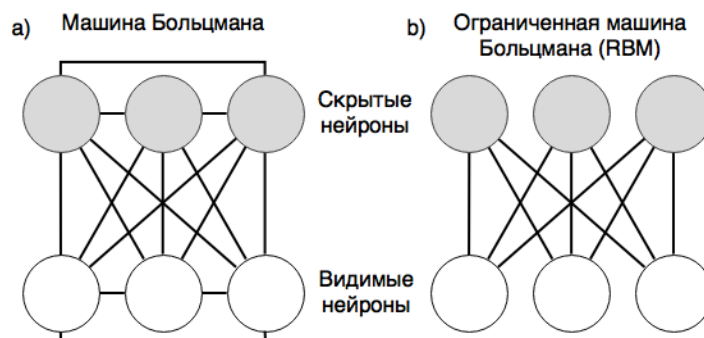 a) Машина Больцмана
b) Ограниченная машина
Больцмана (RBM)
Скрытые
нейроны
Видимые
нейроны